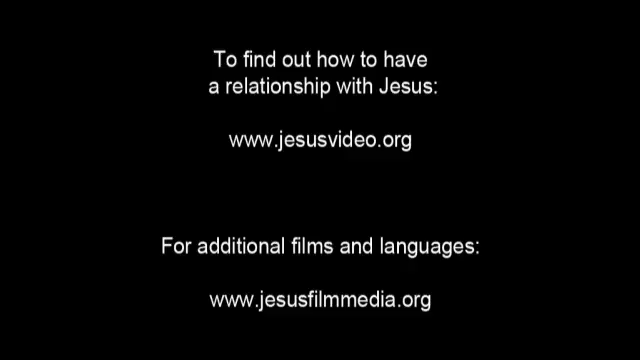 To find out how to have
a relationship with Jesus:
www.jesusvideo.org
For additional films and languages:
www.jesusfilmmedia.org